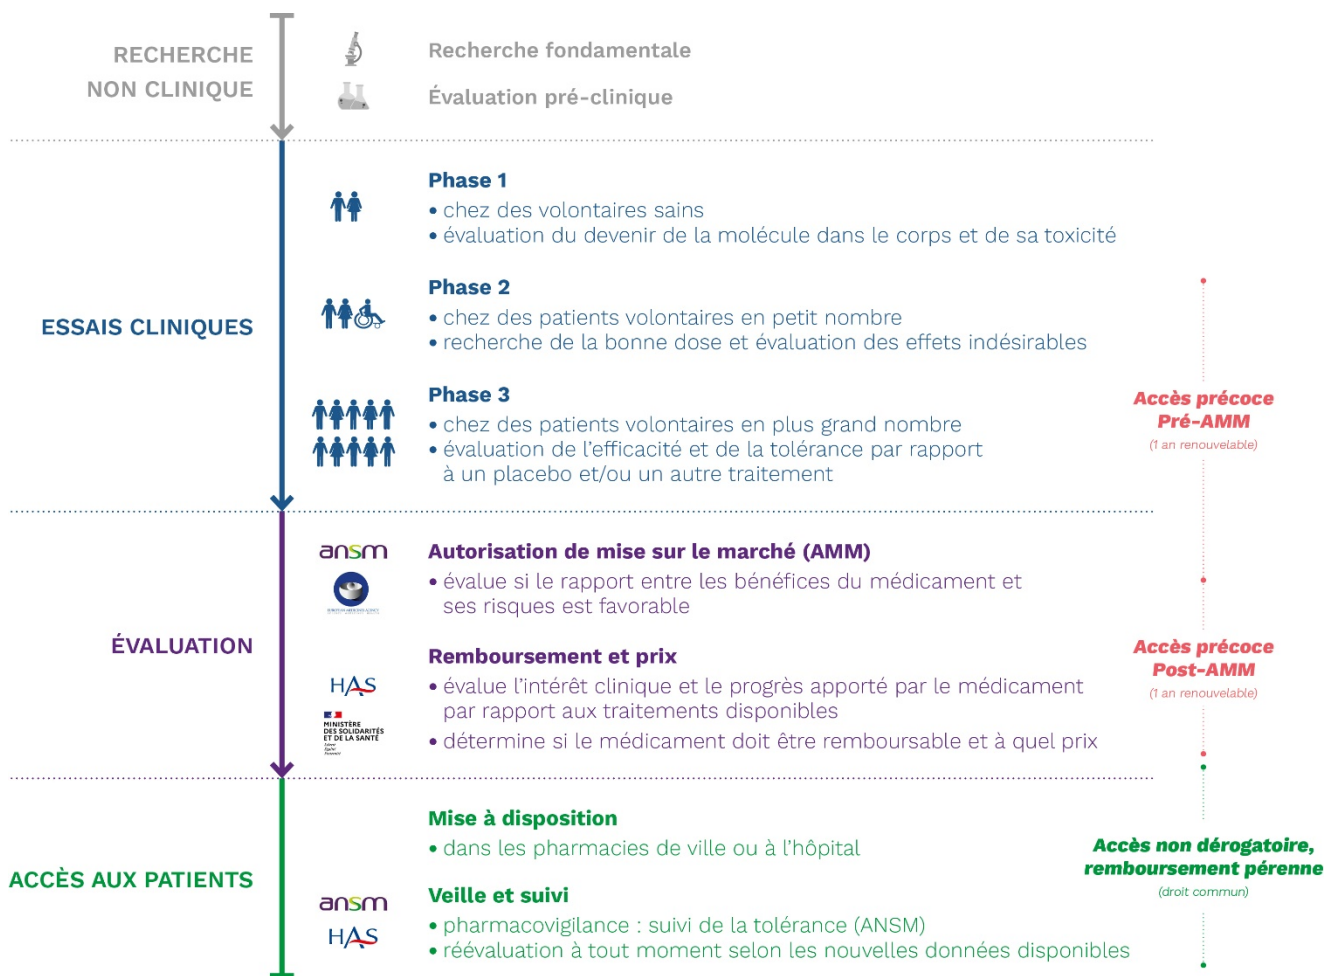 RECHERCHE
NON CLINIQUE
Recherche fondamentale
Évaluation pré-clinique
ESSAIS CLINIQUES
Phase 1
• chez des volontaires sains
• évaluation du devenir de la molécule dans le corps et de sa toxicité
Phase 2
• chez des patients volontaires en petit nombre
• recherche de la bonne dose et évaluation des effets indésirables
Phase 3
• chez des patients volontaires en plus grand nombre
• évaluation de l'efficacité et de la tolérance par rapport
à un placebo et/ou un autre traitement
Accès précoce
Pré-AMM
(1 an renouvelable)
ÉVALUATION
ansm
Autorisation de mise sur le marché (AMM)
• évalue si le rapport entre les bénéfices du médicament et
ses risques est favorable
EUROPEAN MEDICINES AGENCY
Remboursement et prix
HAS
• évalue l'intérêt clinique et le progrès apporté par le médicament
par rapport aux traitements disponibles
MINISTÈRE
DES SOLIDARITÉS
ET DE LA SANTÉ
Liberté
Égalité
Fraternité
• détermine si le médicament doit être remboursable et à quel prix
Accès précoce
Post-AMM
(1 an renouvelable)
ACCÈS AUX PATIENTS
Mise à disposition
• dans les pharmacies de ville ou à l'hôpital
ansm
HAS
Veille et suivi
• pharmacovigilance : suivi de la tolérance (ANSM)
• réévaluation à tout moment selon les nouvelles données disponibles
Accès non dérogatoire,
remboursement pérenne
(droit commun)